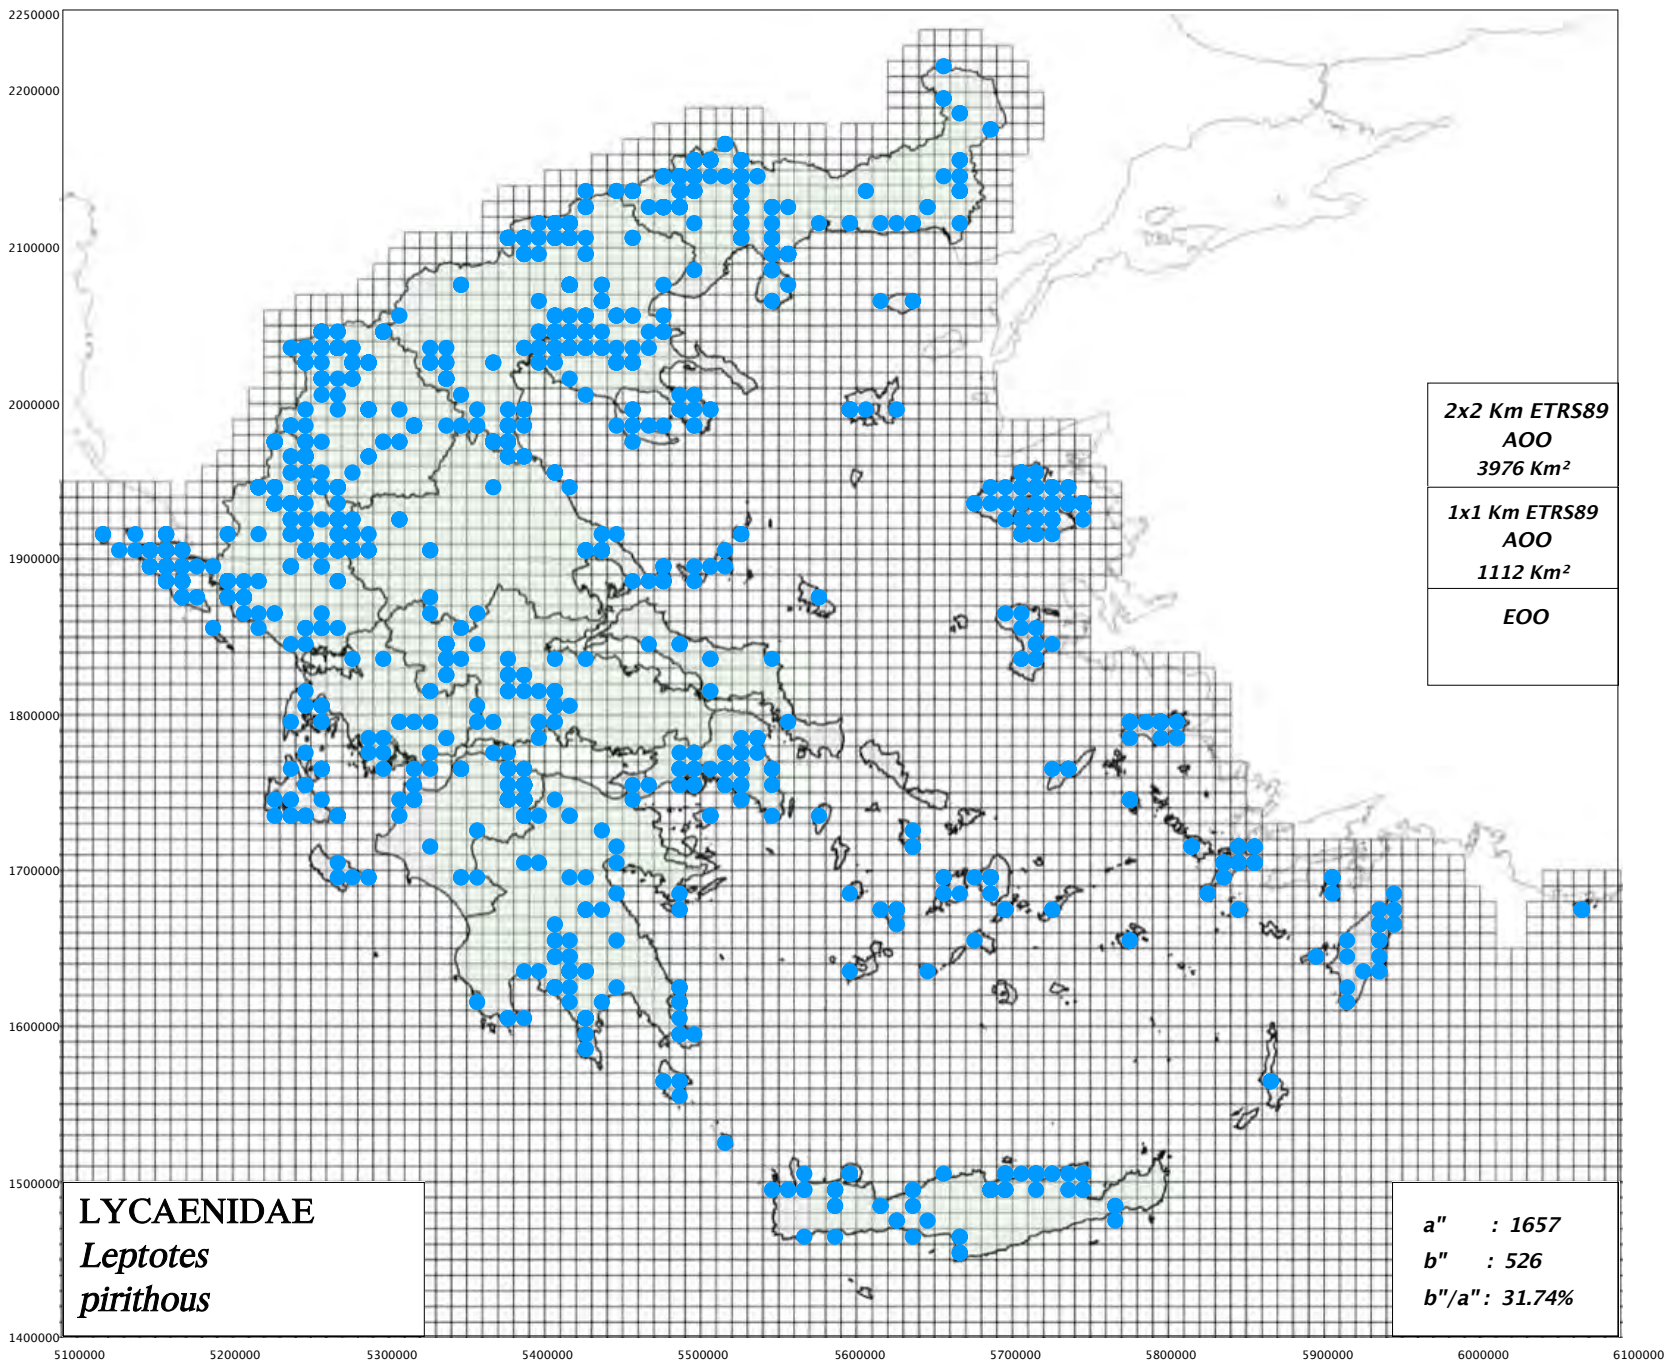 2250000
2200000
2100000
2000000
1900000
1800000
1700000
1600000
1500000
1400000
5100000 5200000 5300000 5400000 5500000 5600000 5700000 5800000 5900000 6000000 6100000
2x2 Km ETRS89
AOO
3976 Km²
1x1 Km ETRS89
AOO
1112 Km²
EOO
LYCAENIDAE
Leptotes
pirithous
a" : 1657
b" : 526
b"/a" : 31.74%